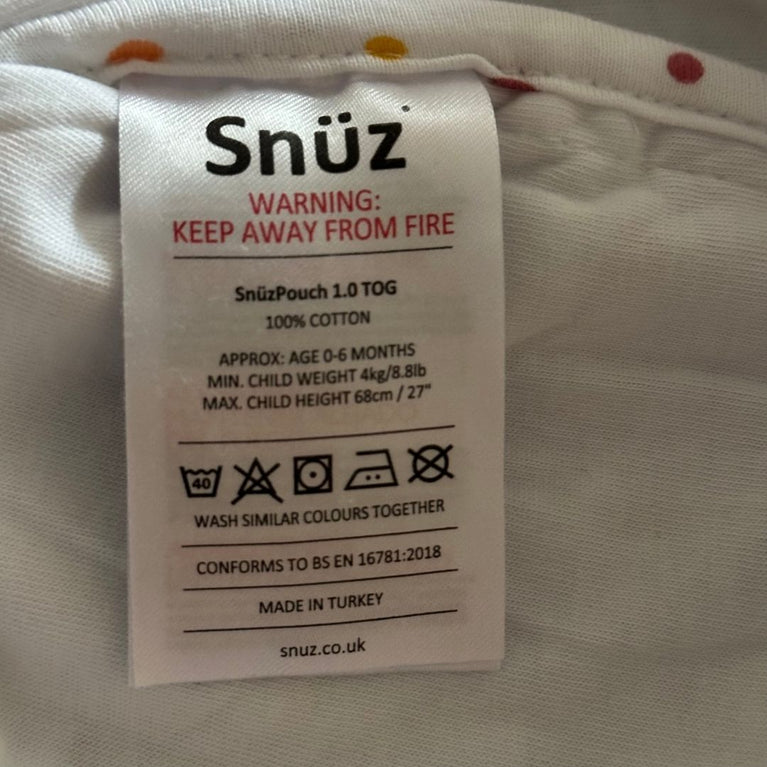 Snüz
WARNING:
KEEP AWAY FROM FIRE
SnüzPouch 1.0 TOG
100% COTTON
APPROX: AGE 0-6 MONTHS
MIN. CHILD WEIGHT 4kg/8.8lb
MAX. CHILD HEIGHT 68cm / 27"
40
WASH SIMILAR COLOURS TOGETHER
CONFORMS TO BS EN 16781:2018
MADE IN TURKEY
snuz.co.uk